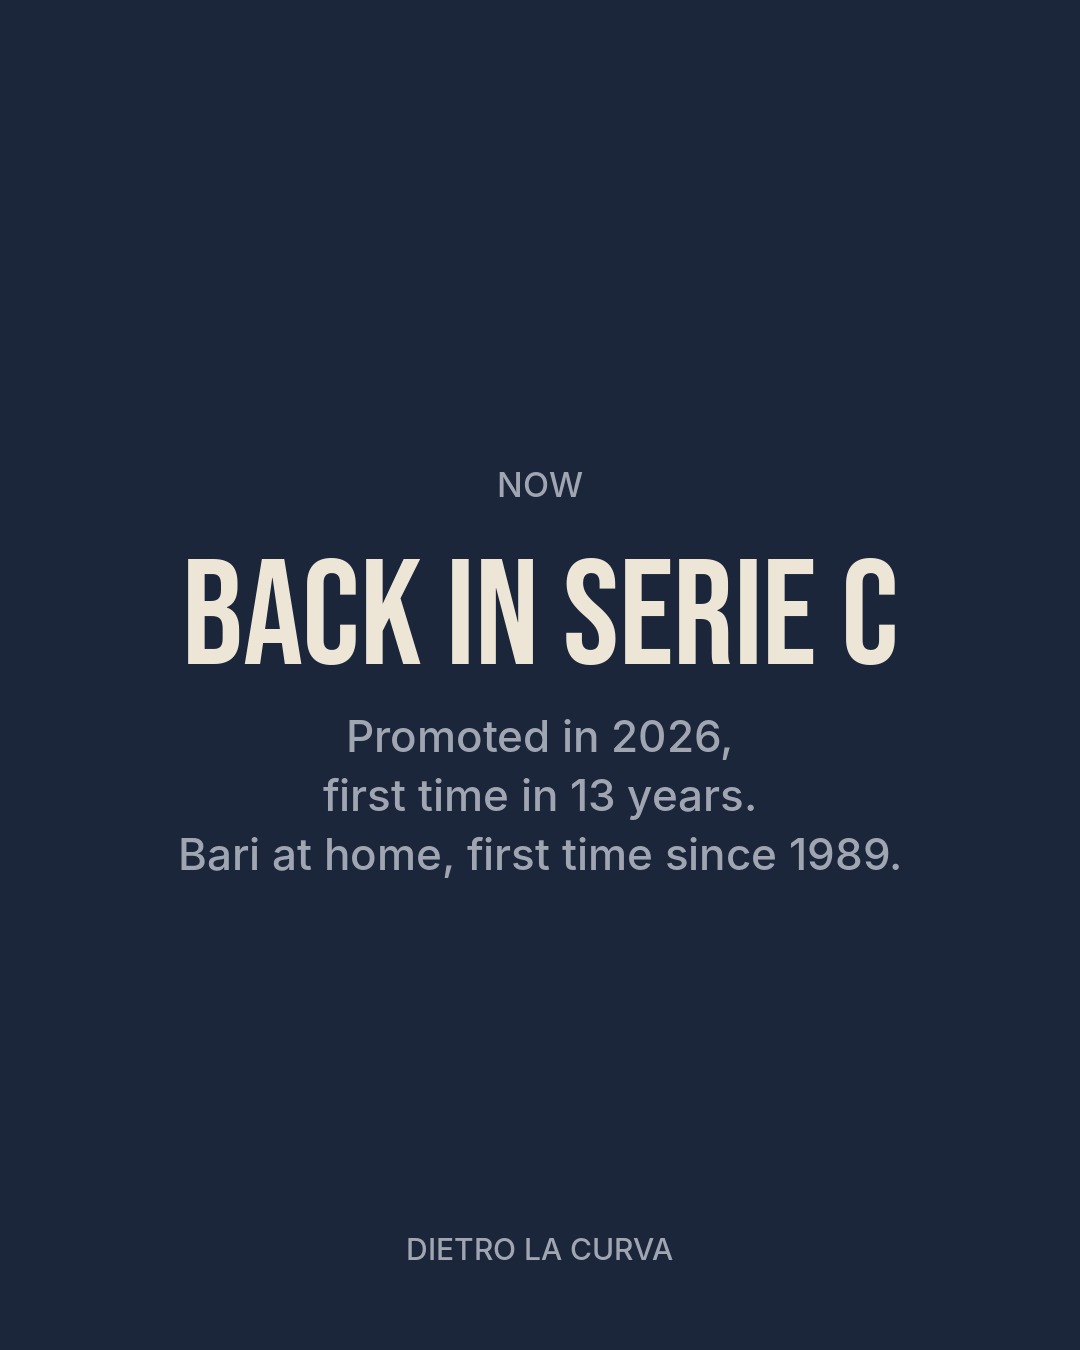 NOW
BACK IN SERIE C
Promoted in 2026,
first time in 13 years.
Bari at home, first time since 1989.
DIETRO LA CURVA